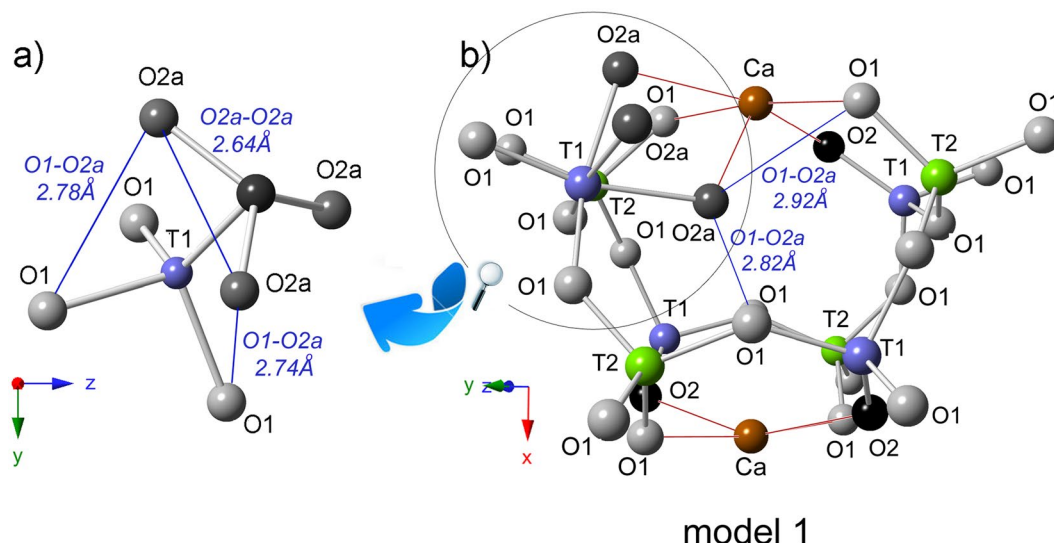 a)
O2a
O2a-O2a
2.64Å
O1-O2a
2.78Å
O1
O2a
T1
O1
O2a
O1-O2a
2.74Å
O1
z
y
b)
O2a
Ca
O1
O1
O1
O2
T2
T1
O2a
T1
O1
O1
O1-O2a
2.92Å
O1
T2
O2a
O1
O1
O1-O2a
2.82Å
O1
O1
T1
O1
T2
O1
T2
T1
y
z
O2
O1
O1
O1
O1
O2
x
Ca
model 1